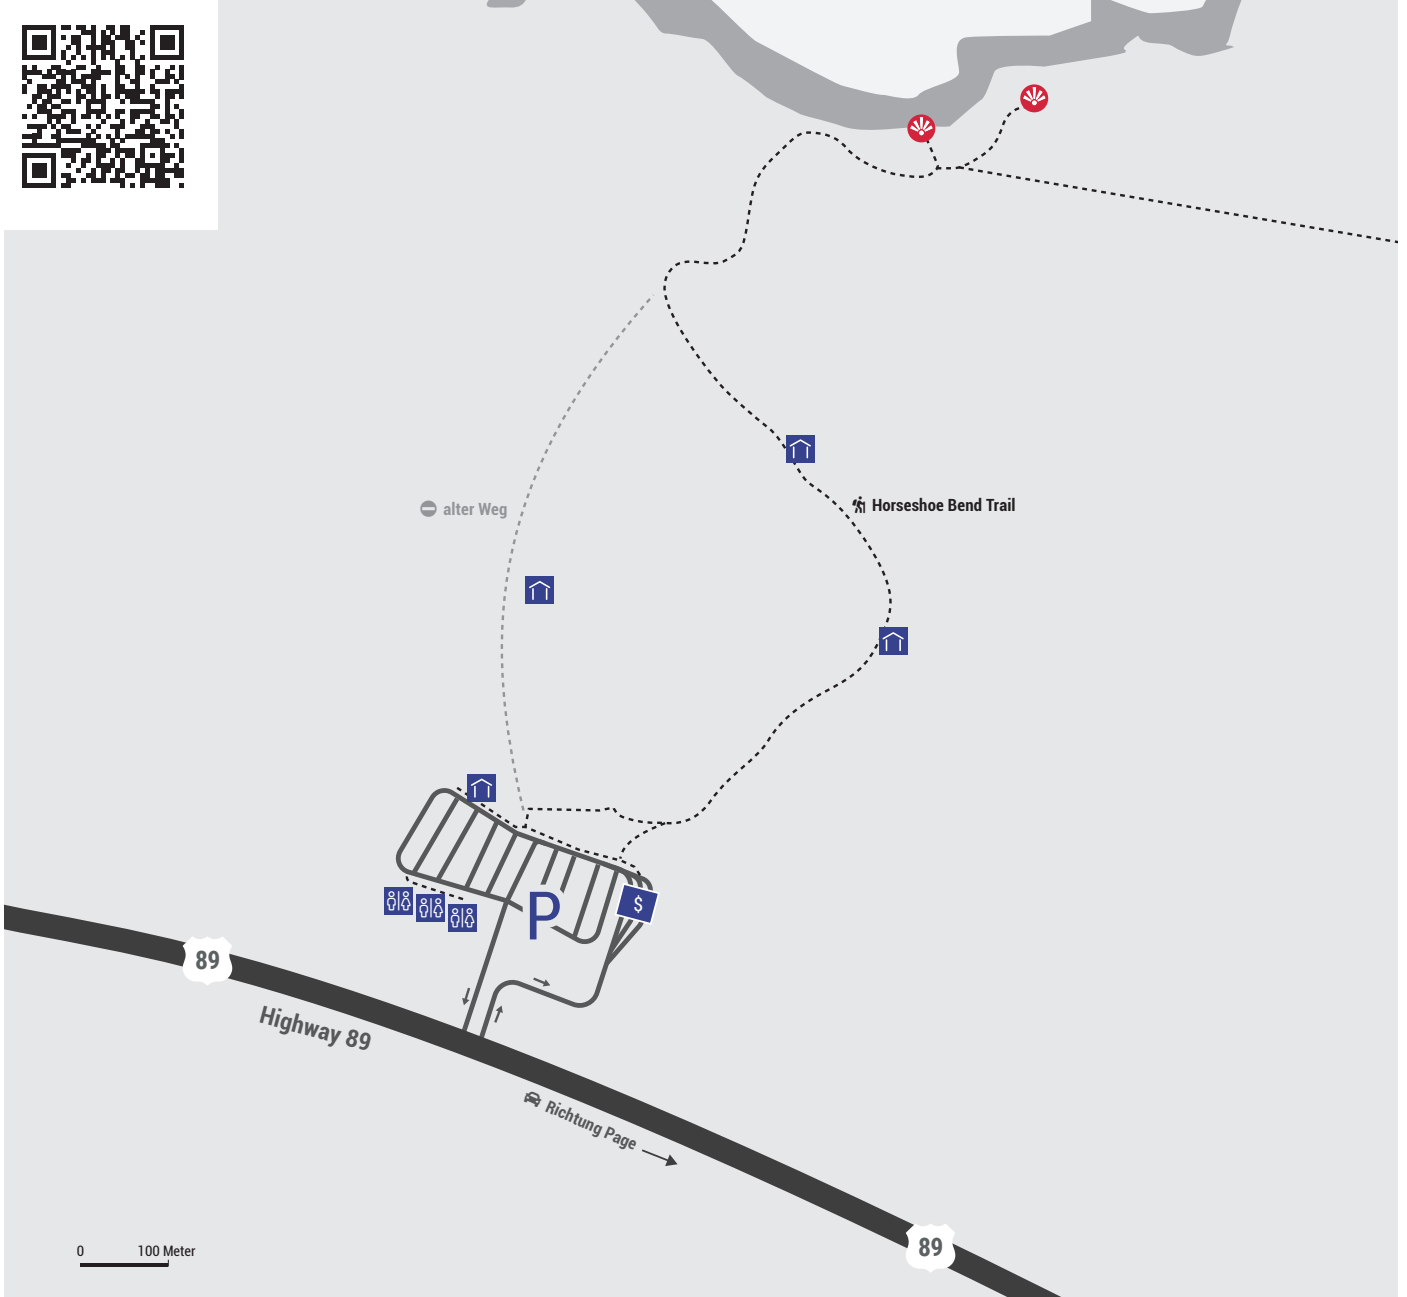 Horseshoe Bend Trail
alter Weg
$
P
89
Highway 89
Richtung Page
89
0 100 Meter